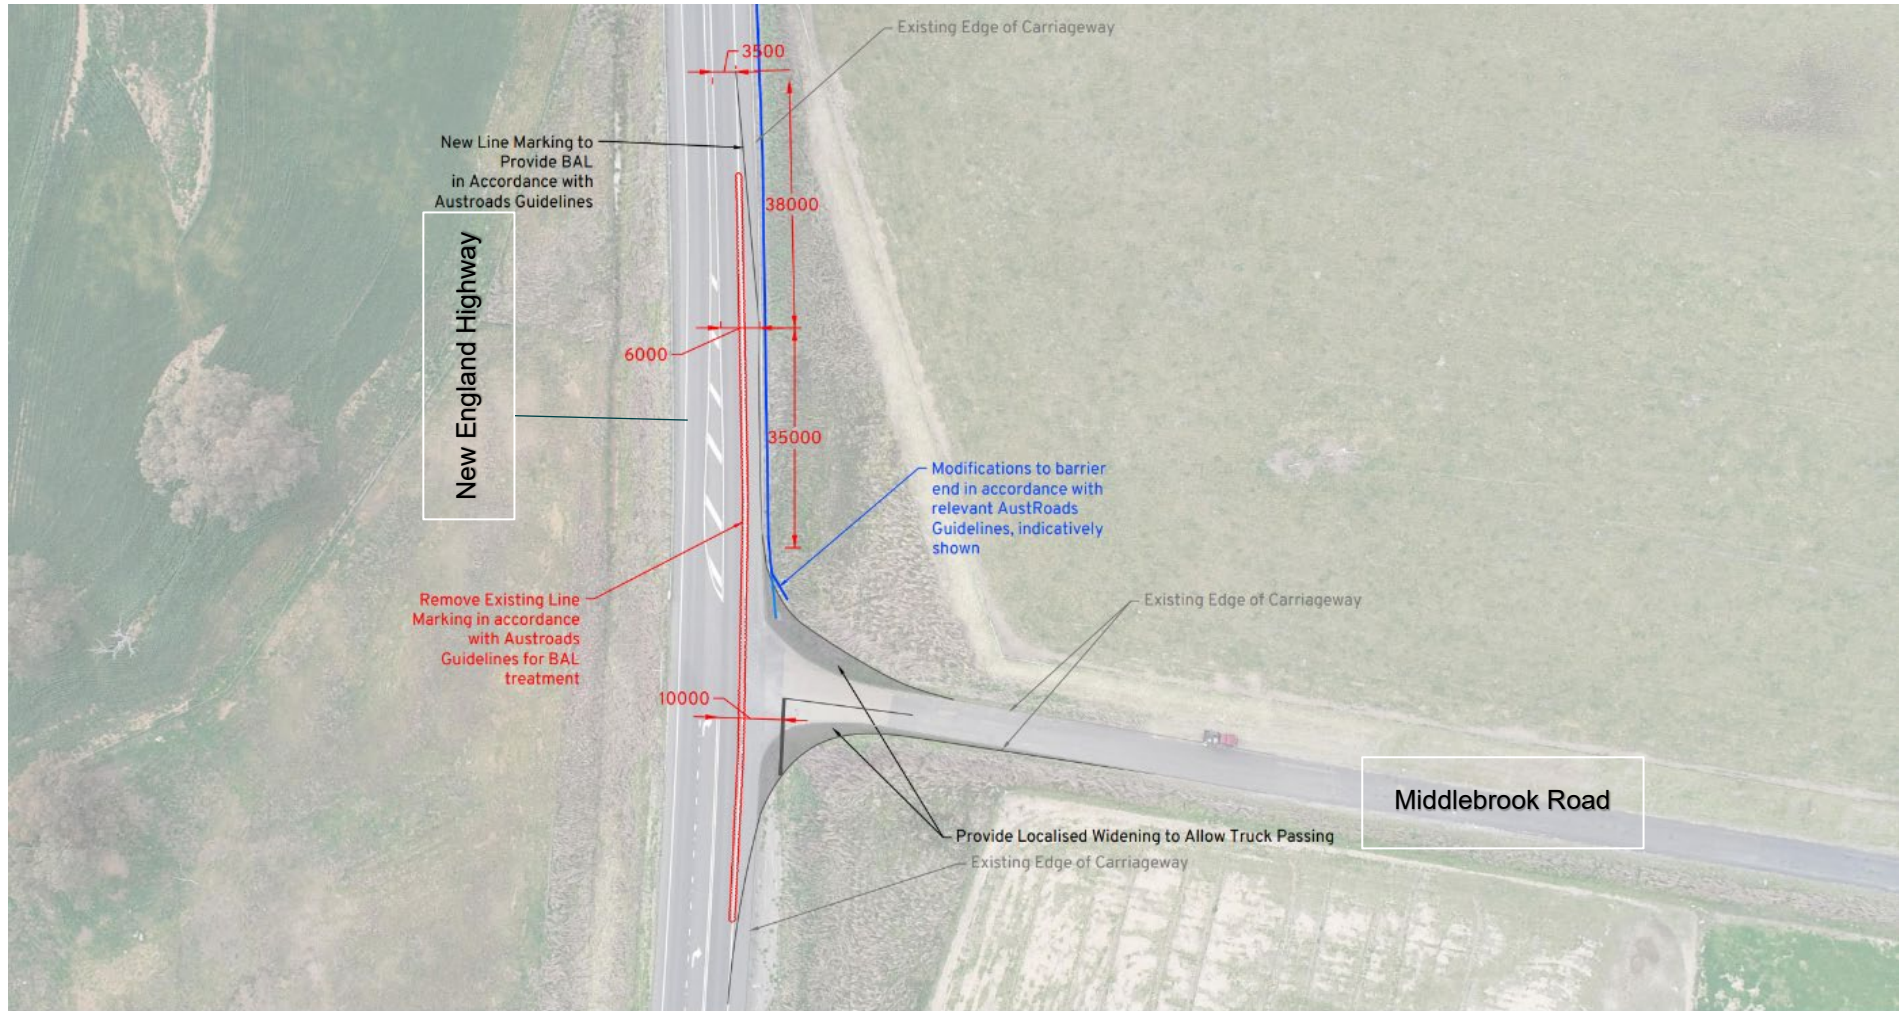 Existing Edge of Carriageway
3500
New Line Marking to
Provide BAL
in Accordance with
Austroads Guidelines
38000
New England Highway
6000
35000
Modifications to barrier
end in accordance with
relevant AustRoads
Guidelines, indicatively
shown
Remove Existing Line
Marking in accordance
with Austroads
Guidelines for BAL
treatment
Existing Edge of Carriageway
10000
Middlebrook Road
Provide Localised Widening to Allow Truck Passing
Existing Edge of Carriageway